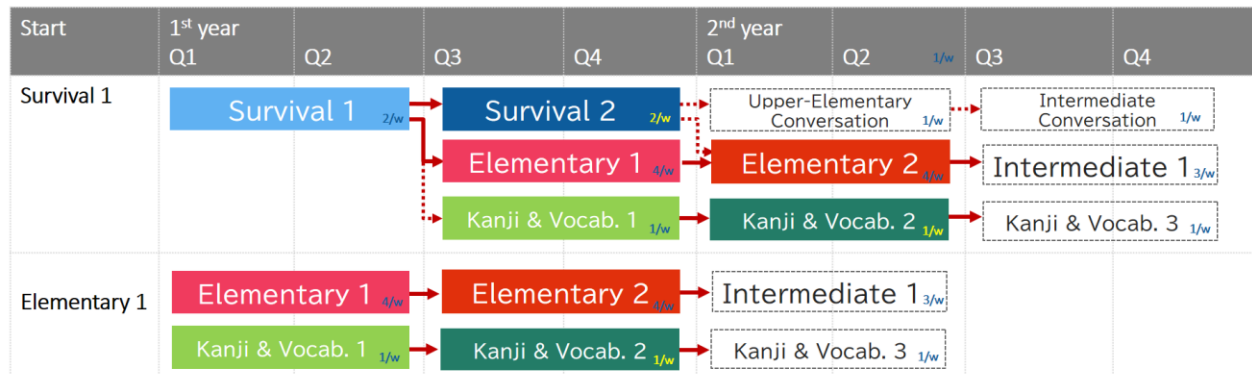 Start
1st year
2nd year
Q1
Q2
Q3
Q4
Q1
Q2
1/w
Q3
Q4
Survival 1
Survival 1
2/w
Survival 2
2/w
Upper-Elementary
Conversation
1/w
Intermediate
Conversation
1/w
Elementary 1
4/w
Elementary 2
4/w
Intermediate 1
3/w
Kanji & Vocab. 1
1/w
Kanji & Vocab. 2
1/w
Kanji & Vocab. 3
1/w
Elementary 1
Elementary 1
4/w
Elementary 2
4/w
Intermediate 1
3/w
Kanji & Vocab. 1
1/w
Kanji & Vocab. 2
1/w
Kanji & Vocab. 3
1/w